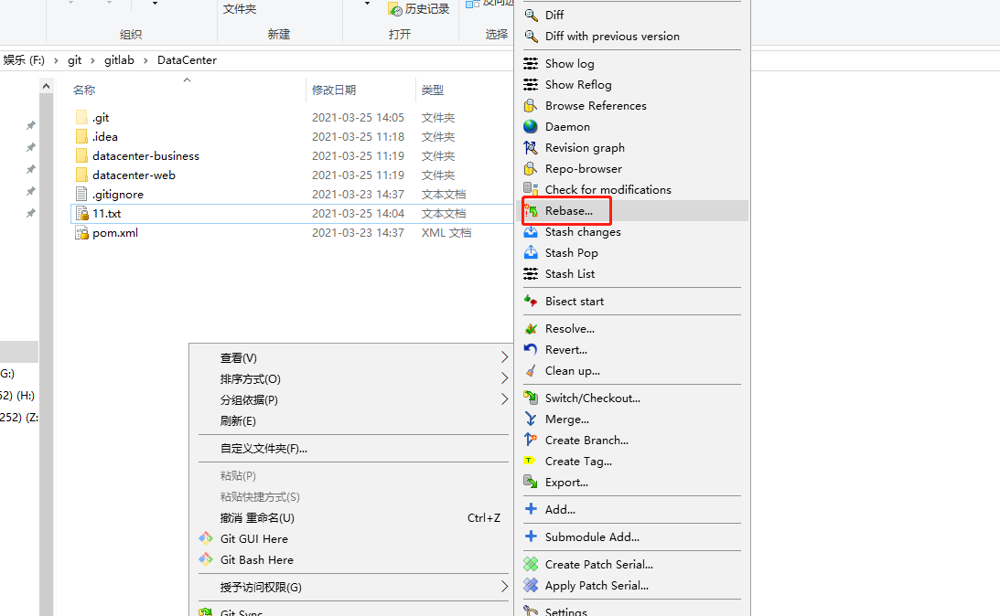 文件夹
历史记录
组织
新建
打开
选择
娱乐 (F:) › git › gitlab › DataCenter
名称 修改日期 类型
.git 2021-03-25 14:05 文件夹
.idea 2021-03-25 11:18 文件夹
datacenter-business 2021-03-25 11:19 文件夹
datacenter-web 2021-03-25 11:19 文件夹
.gitignore 2021-03-23 14:37 文本文档
11.txt 2021-03-25 14:04 文本文档
pom.xml 2021-03-23 14:37 XML 文档
G:)
52) (H:)
252) (Z:
查看(V)
排序方式(O)
分组依据(P)
刷新(E)
自定义文件夹(F)...
粘贴(P)
粘贴快捷方式(S)
撤消 重命名(U) Ctrl+Z
Git GUI Here
Git Bash Here
授予访问权限(G)
Git Sync...
Diff
Diff with previous version
Show log
Show Reflog
Browse References
Daemon
Revision graph
Repo-browser
Check for modifications
Rebase...
Stash changes
Stash Pop
Stash List
Bisect start
Resolve...
Revert...
Clean up...
Switch/Checkout...
Merge...
Create Branch...
Create Tag...
Export...
Add...
Submodule Add...
Create Patch Serial...
Apply Patch Serial...
Settings